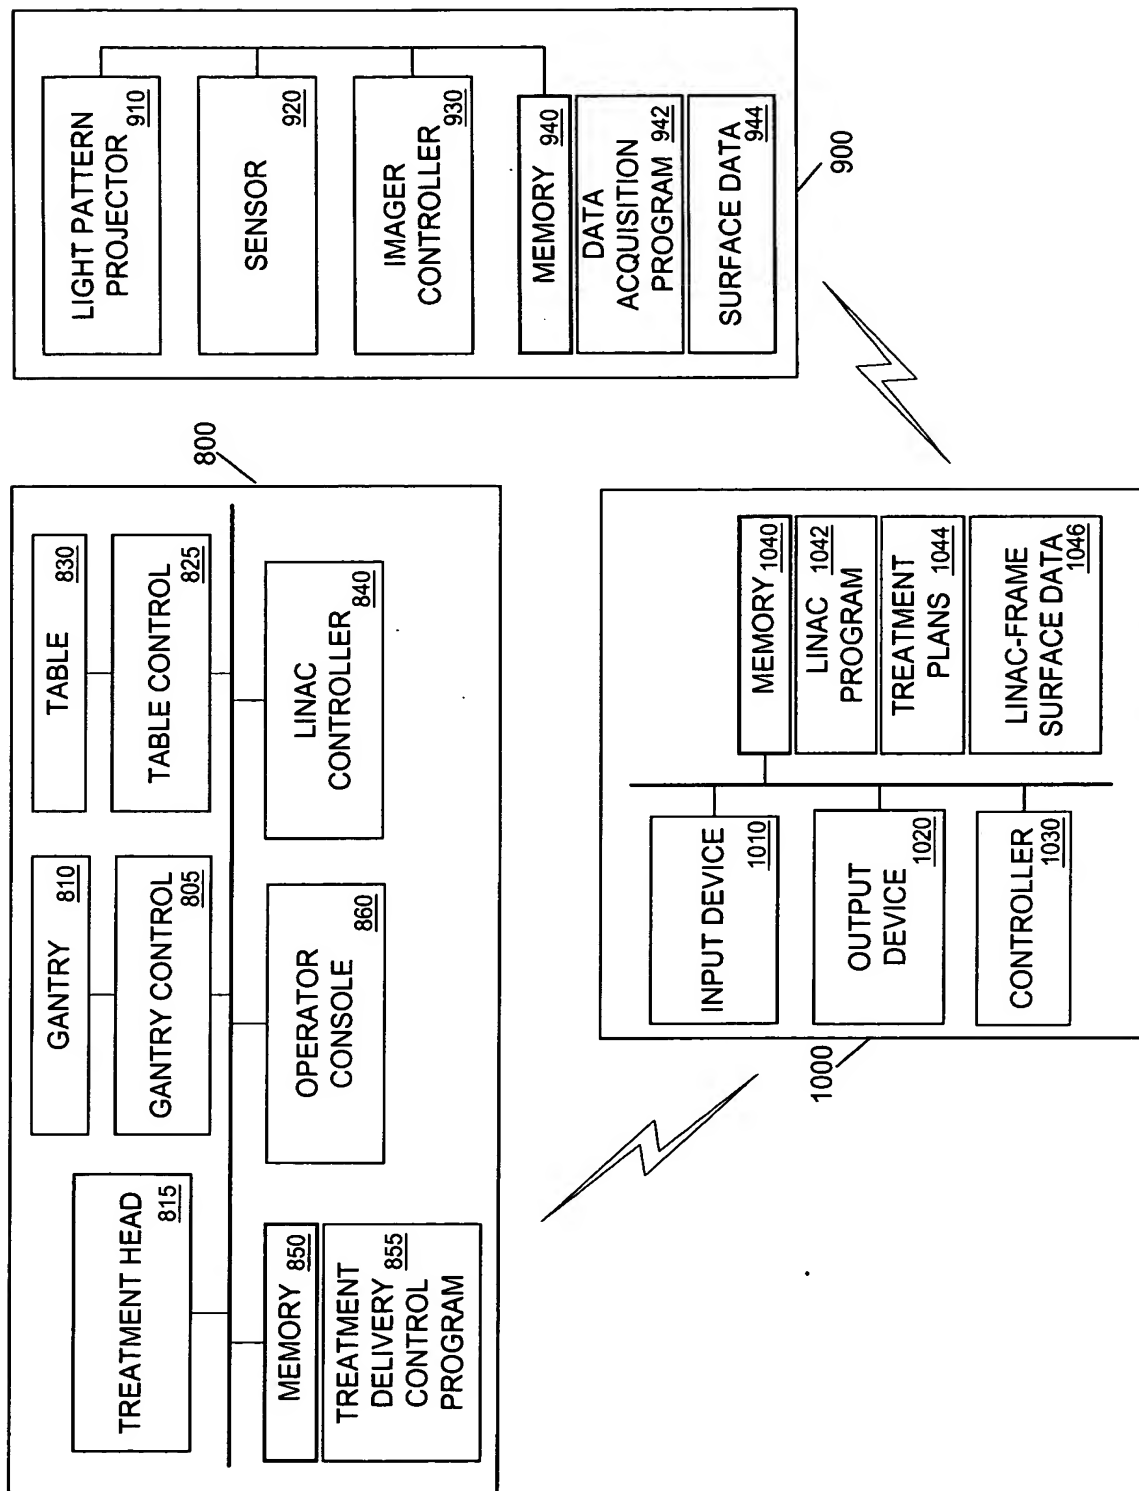 TREATMENT HEAD
815
GANTRY
810
GANTRY CONTROL
805
TABLE
830
TABLE CONTROL
825
800
MEMORY 850
TREATMENT
DELIVERY 855
CONTROL
PROGRAM
OPERATOR
CONSOLE
860
LINAC
CONTROLLER
840
LIGHT PATTERN
PROJECTOR
910
SENSOR
920
IMAGER
CONTROLLER
930
MEMORY 940
DATA
ACQUISITION
PROGRAM 942
SURFACE DATA
944
900
1000
INPUT DEVICE
1010
OUTPUT
DEVICE
1020
CONTROLLER
1030
MEMORY 1040
LINAC 1042
PROGRAM
TREATMENT
PLANS 1044
LINAC-FRAME
SURFACE DATA
1046